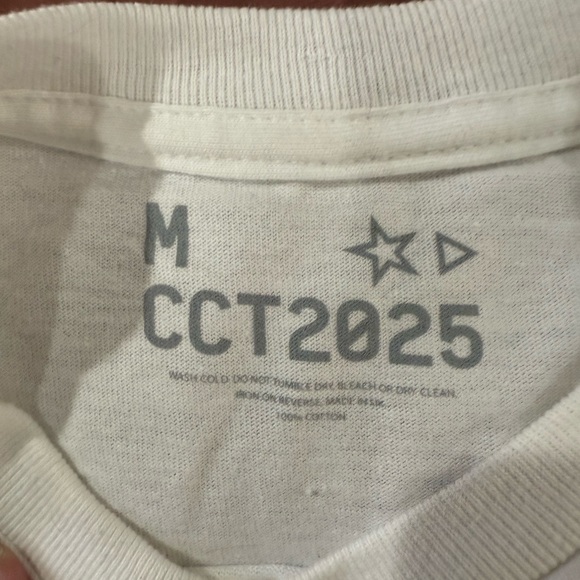 M
CCT2025
WASH COLD. DO NOT TUMBLE DRY, BLEACH OR DRY CLEAN.
IRON ON REVERSE. MADE IN
100% COTTON